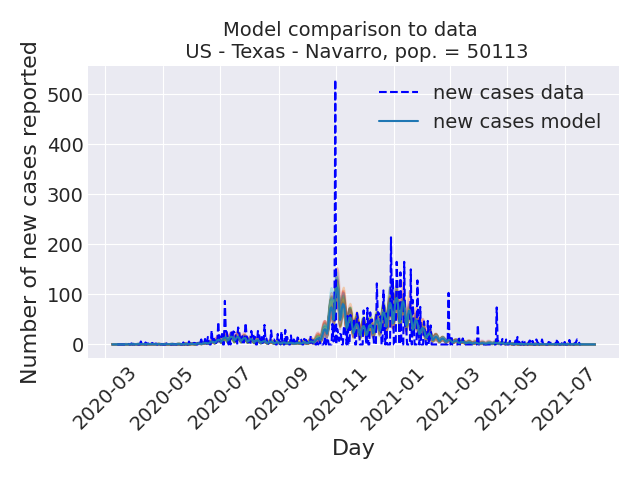 Model comparison to data
US - Texas - Navarro, pop. = 50113
Number of new cases reported
500
400
300
200
100
0
new cases data
new cases model
2020-03
2020-05
2020-07
2020-09
2020-11
2021-01
2021-03
2021-05
2021-07
Day